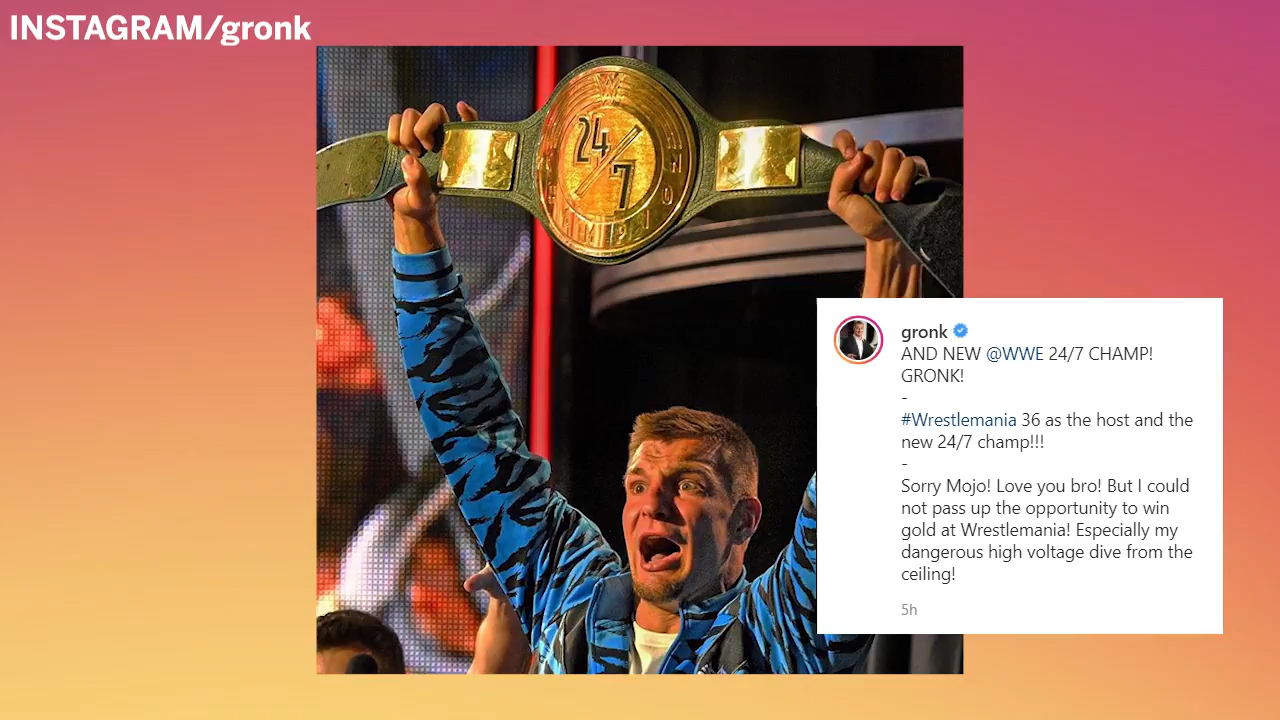 INSTAGRAM/gronk
W
24/7
gronk
AND NEW @WWE 24/7 CHAMP!
GRONK!
-
#Wrestlemania 36 as the host and the
new 24/7 champ!!!
-
Sorry Mojo! Love you bro! But I could
not pass up the opportunity to win
gold at Wrestlemania! Especially my
dangerous high voltage dive from the
ceiling!
5h